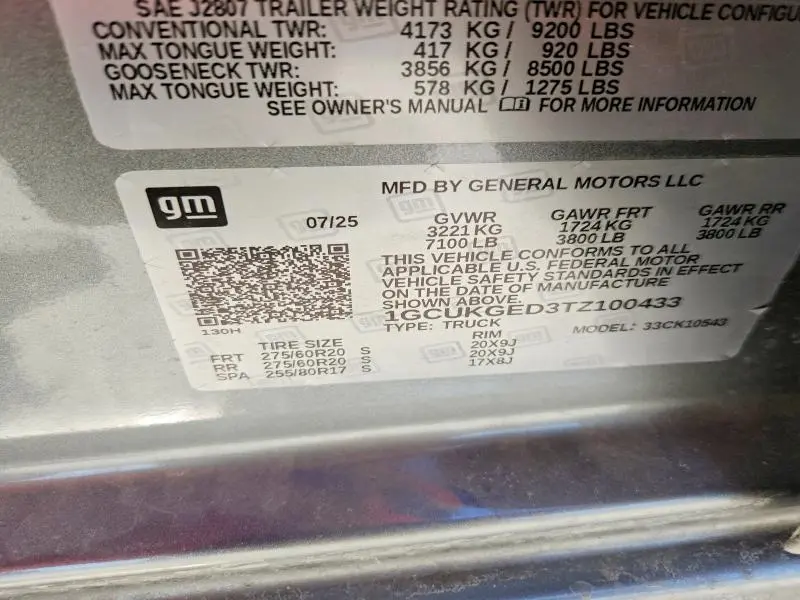 SAE J2807 TRAILER WEIGHT RATING (TWR) FOR VEHICLE CONFIGU
CONVENTIONAL TWR: 4173 KG / 9200 LBS
MAX TONGUE WEIGHT: 417 KG / 920 LBS
GOOSENECK TWR: 3856 KG / 8500 LBS
MAX TONGUE WEIGHT: 578 KG / 1275 LBS
SEE OWNER'S MANUAL FOR MORE INFORMATION
gm
MFD BY GENERAL MOTORS LLC
07/25
GVWR GAWR FRT GAWR RR
3221 KG 1724 KG 1724 KG
7100 LB 3800 LB 3800 LB
THIS VEHICLE CONFORMS TO ALL
APPLICABLE U.S. FEDERAL MOTOR
VEHICLE SAFETY STANDARDS IN EFFECT
ON THE DATE OF MANUFACTURE
SHOWN ABOVE.
1GCUKGED3TZ100433
TYPE: TRUCK MODEL: 33CK10543
130H
TIRE SIZE RIM
FRT 275/60R20 S 20X9J
RR 275/60R20 S 20X9J
SPA 255/80R17 S 17X8J